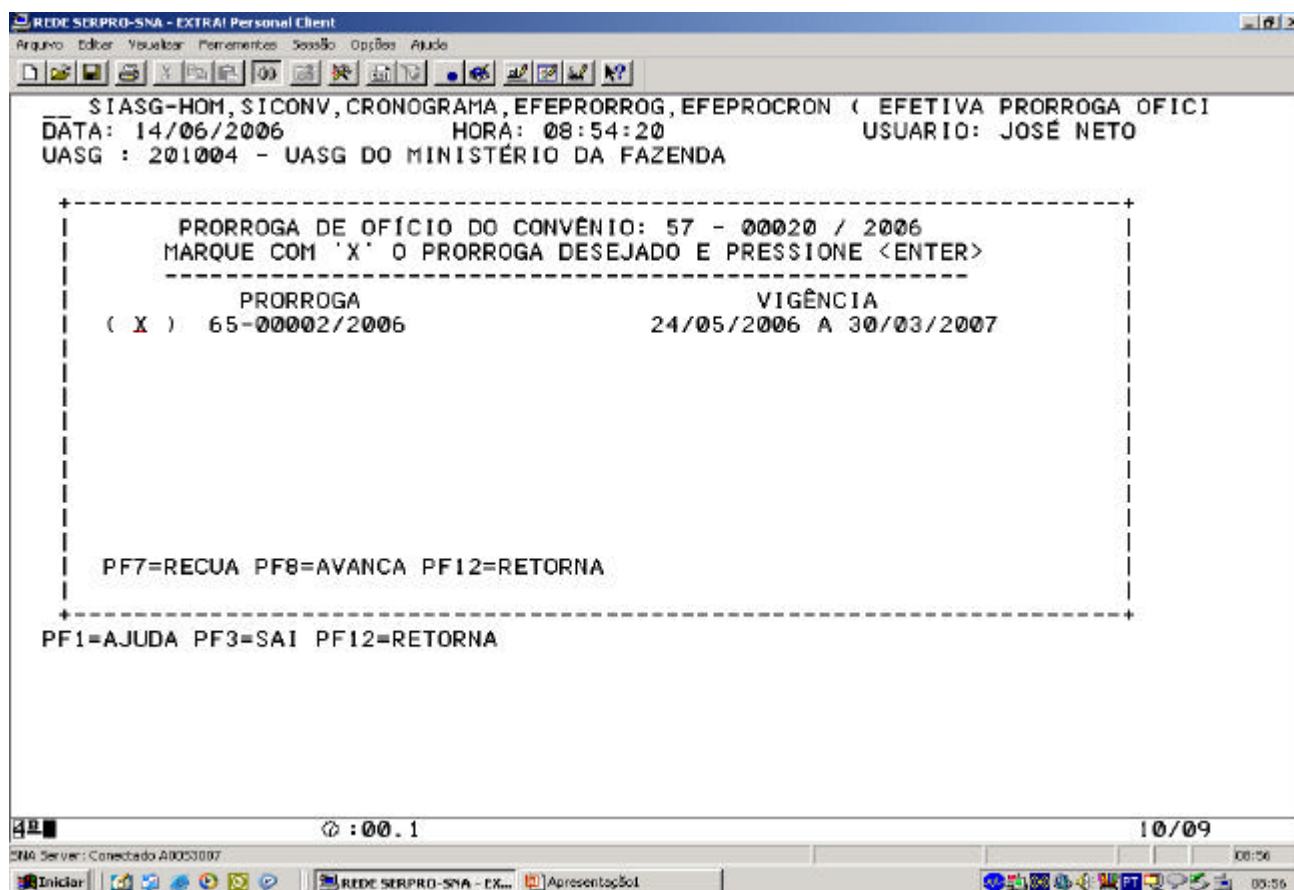 REDE SERPRO-SNA - EXTRA! Personal Client
Arquivo Editar Visualizar Ferramentas Sessão Opções Ajuda
__ SIASG-HOM,SICONV,CRONOGRAMA,EFEPRORROG,EFEPROCRON ( EFETIVA PRORROGA OFICI
DATA: 14/06/2006 HORA: 08:54:20 USUARIO: JOSÉ NETO
UASG : 201004 - UASG DO MINISTÉRIO DA FAZENDA
PRORROGA DE OFÍCIO DO CONVÊNIO: 57 - 00020 / 2006
MARQUE COM 'X' O PRORROGA DESEJADO E PRESSIONE <ENTER>
PRORROGA VIGÊNCIA
( X ) 65-00002/2006 24/05/2006 A 30/03/2007
PF7=RECUA PF8=AVANCA PF12=RETORNA
PF1=AJUDA PF3=SAI PF12=RETORNA
:00.1 10/09
SNA Server: Conectado A0053007 08:56
Iniciar REDE SERPRO-SNA - EX... Apresentação1 PT 08:56